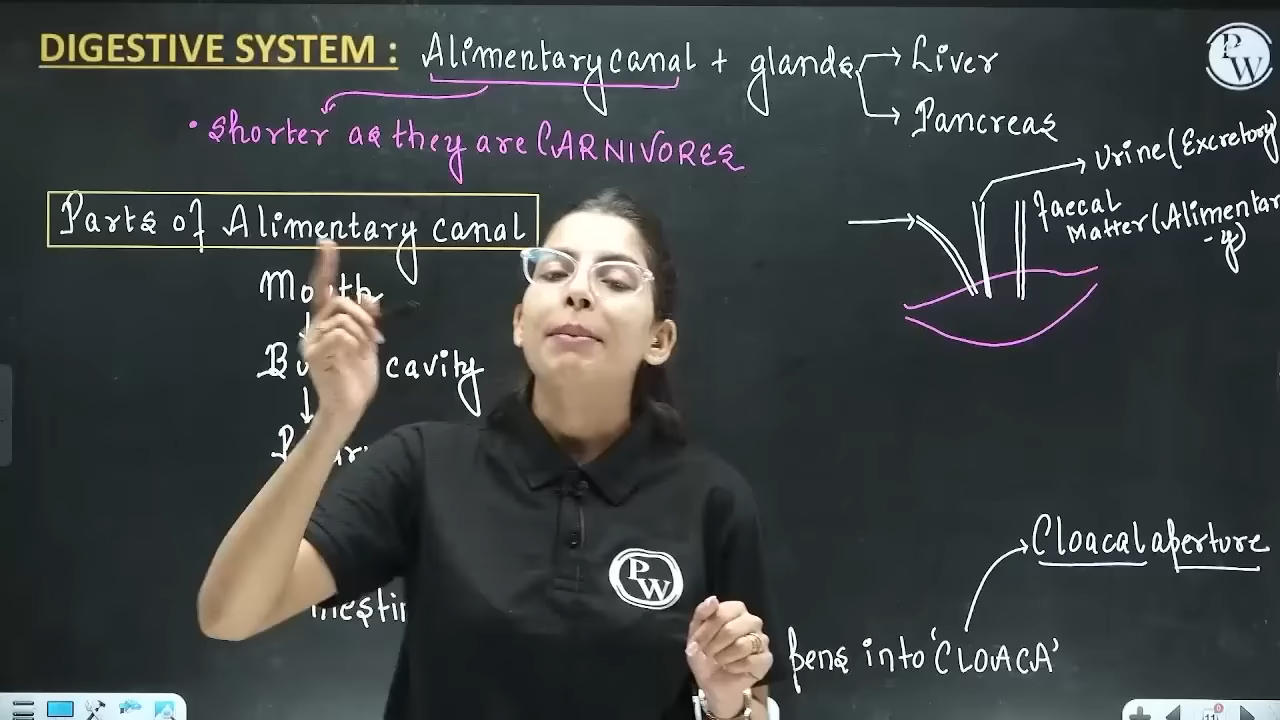 DIGESTIVE SYSTEM : Alimentary canal + glands → Liver
→ Pancreas
• Shorter as they are CARNIVORES
Urine (Excretory)
Faecal
Matter (Alimentar
-y)
Parts of Alimentary canal
Mouth
↓
cavity
↓
Cloacal aperture
pens into 'CLOACA'
PW
PW